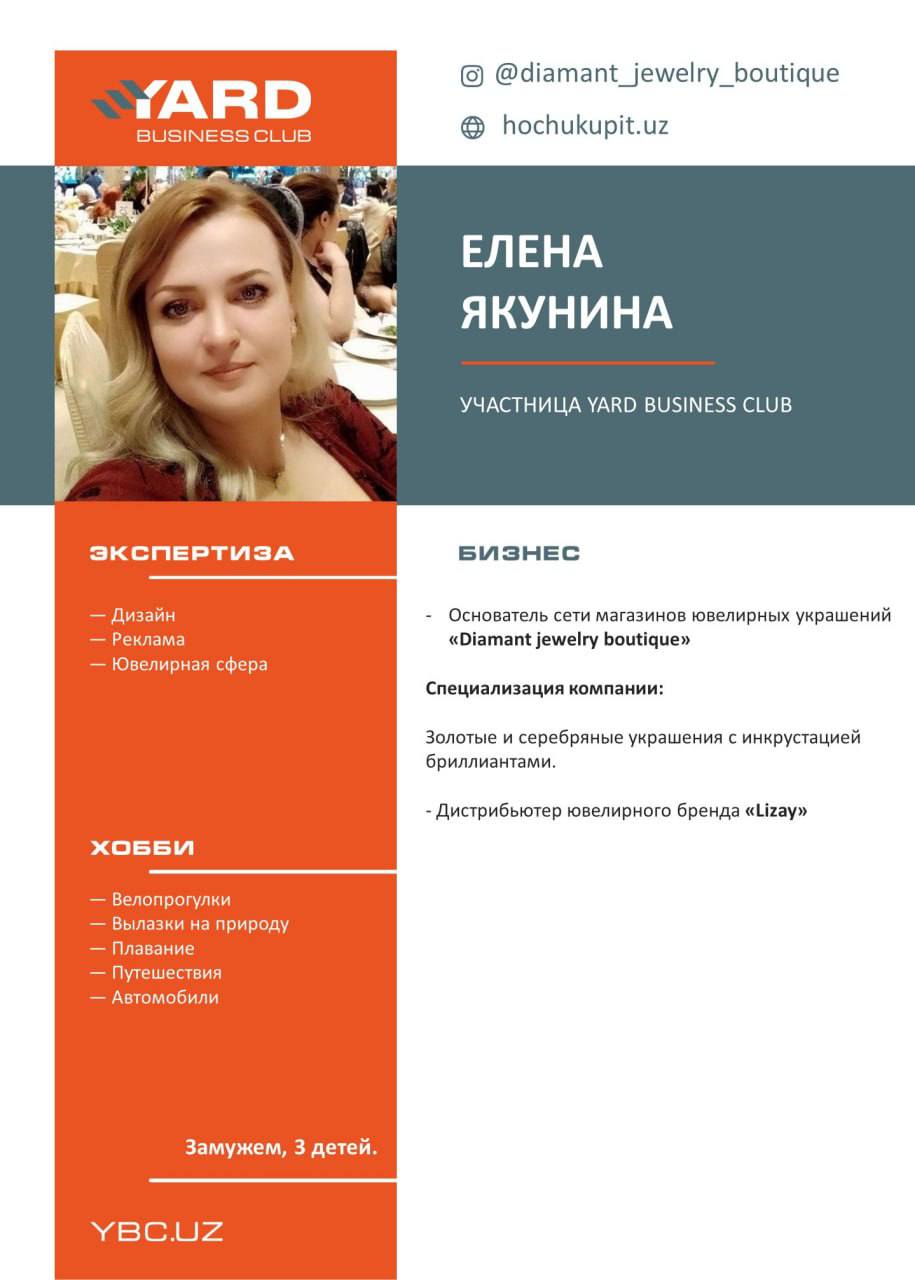 YARD
BUSINESS CLUB
@diamant_jewelry_boutique
hochukupit.uz
ЕЛЕНА
ЯКУНИНА
УЧАСТНИЦА YARD BUSINESS CLUB
ЭКСПЕРТИЗА
— Дизайн
— Реклама
— Ювелирная сфера
ХОББИ
— Велопрогулки
— Вылазки на природу
— Плавание
— Путешествия
— Автомобили
Замужем, 3 детей.
YBC.UZ
БИЗНЕС
- Основатель сети магазинов ювелирных украшений
«Diamant jewelry boutique»
Специализация компании:
Золотые и серебряные украшения с инкрустацией
бриллиантами.
- Дистрибьютер ювелирного бренда «Lizay»